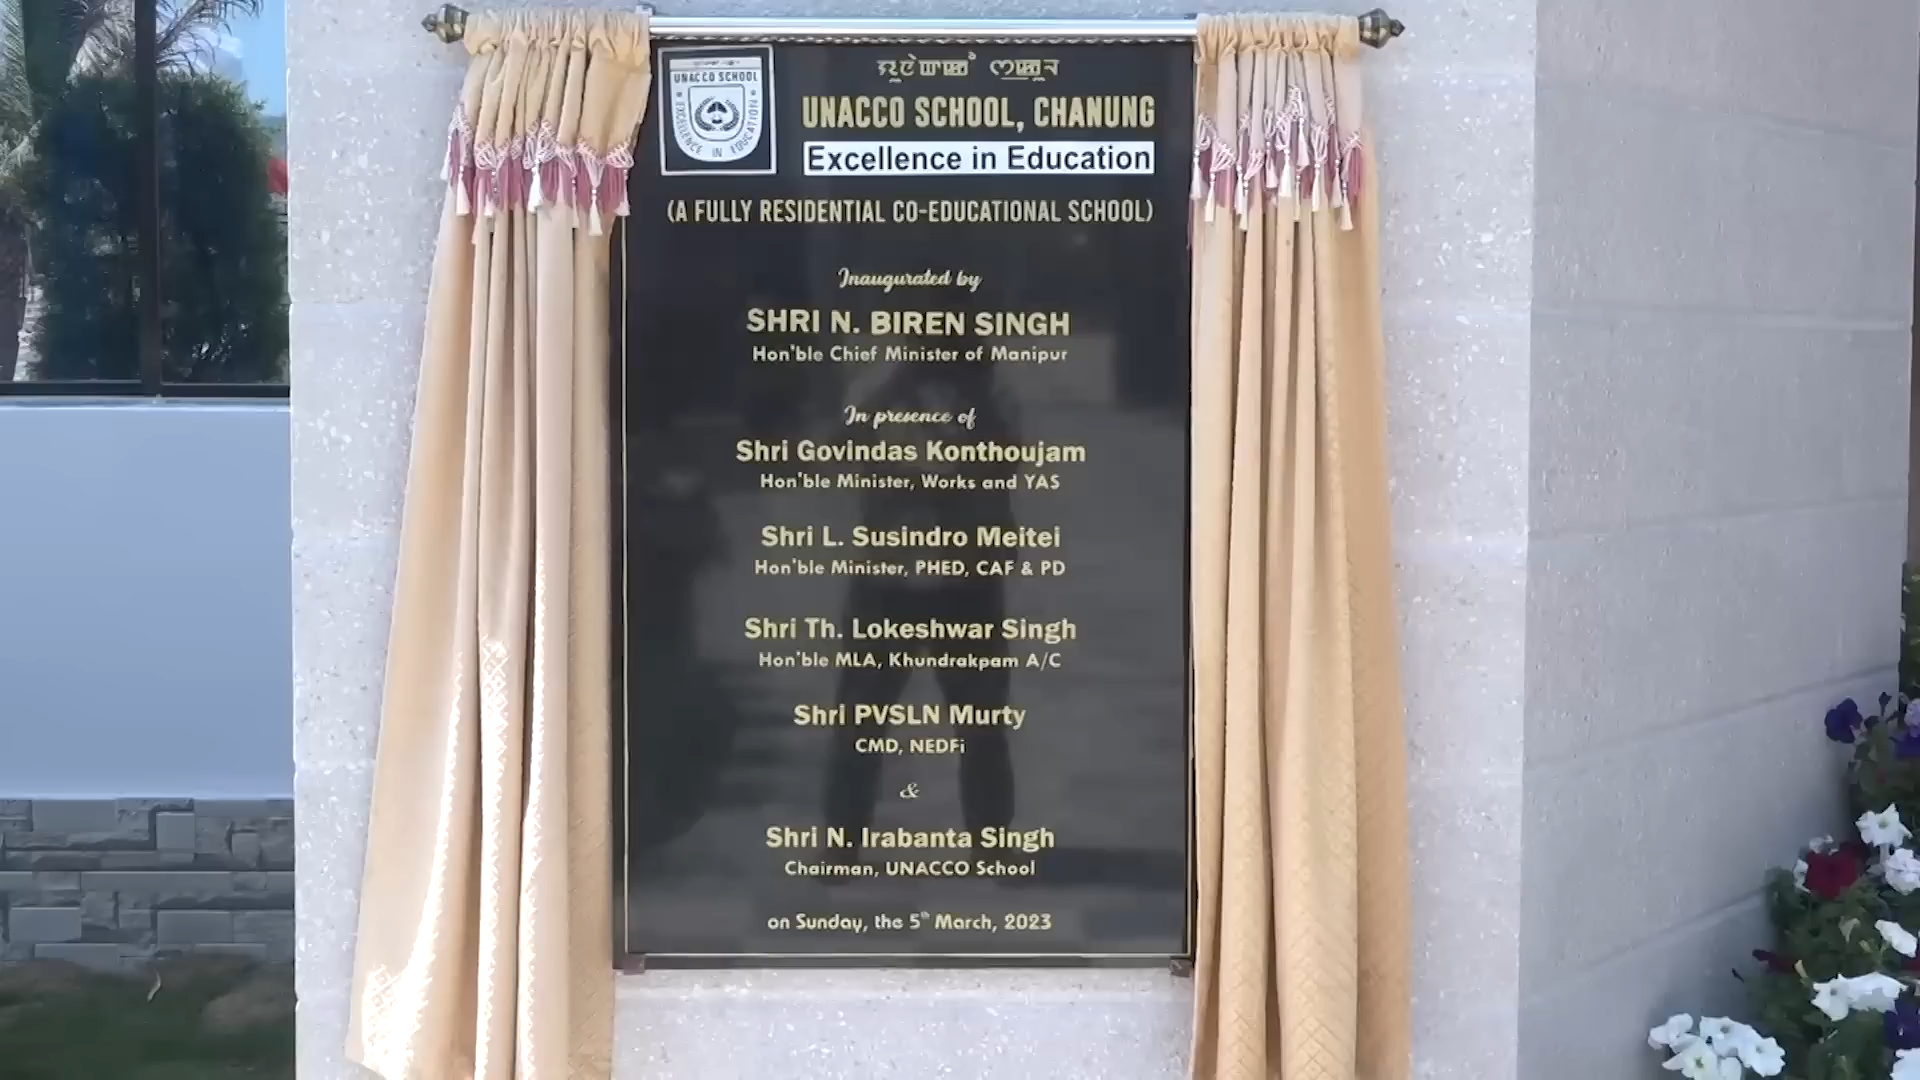 UNACCO SCHOOL
EXCELLENCE IN EDUCATION
UNACCO SCHOOL, CHANUNG
Excellence in Education
(A FULLY RESIDENTIAL CO-EDUCATIONAL SCHOOL)
Inaugurated by
SHRI N. BIREN SINGH
Hon'ble Chief Minister of Manipur
In presence of
Shri Govindas Konthoujam
Hon'ble Minister, Works and YAS
Shri L. Susindro Meitei
Hon'ble Minister, PHED, CAF & PD
Shri Th. Lokeshwar Singh
Hon'ble MLA, Khundrakpam A/C
Shri PVSLN Murty
CMD, NEDFi
&
Shri N. Irabanta Singh
Chairman, UNACCO School
on Sunday, the 5th March, 2023